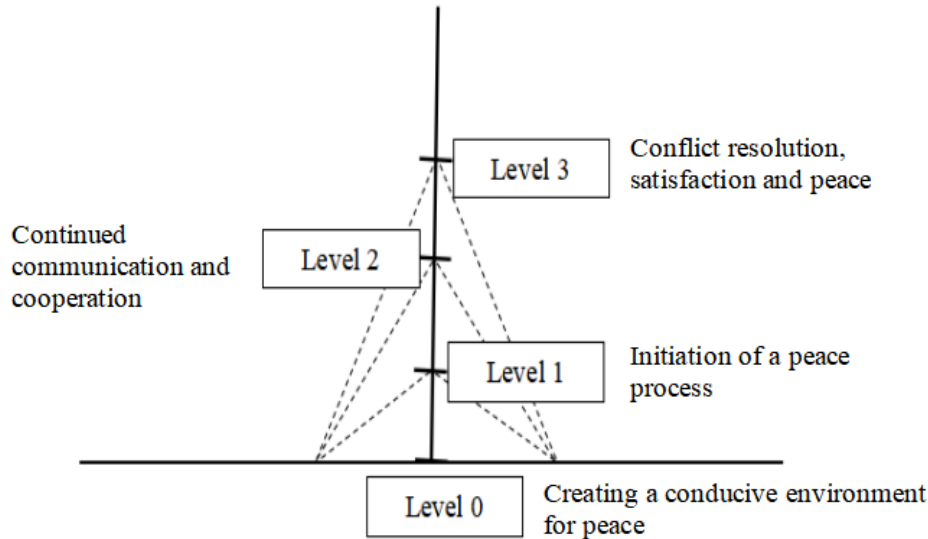 Level 3
Conflict resolution,
satisfaction and peace
Continued
communication and
cooperation
Level 2
Level 1
Initiation of a peace
process
Level 0
Creating a conducive environment
for peace